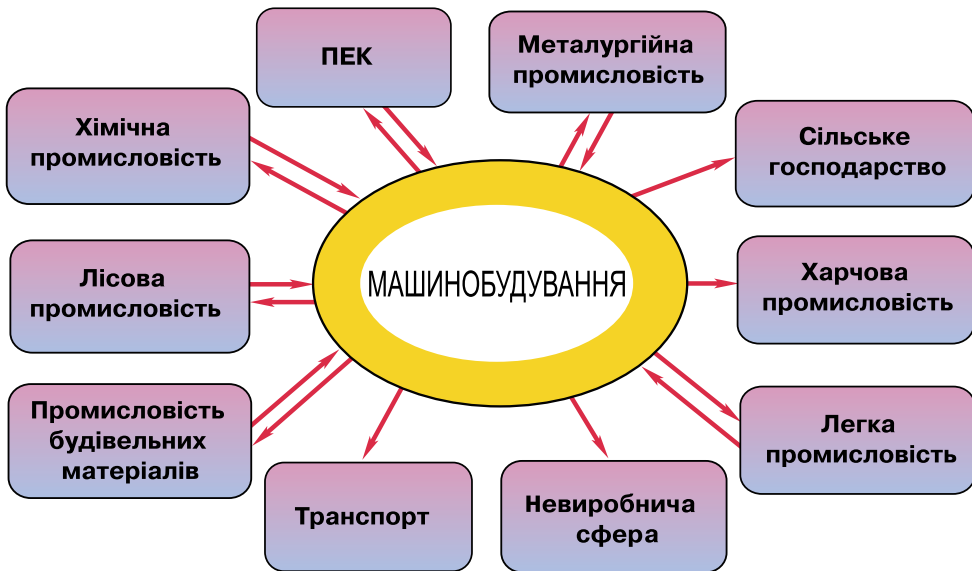 ПЕК
Металургійна
промисловість
Хімічна
промисловість
Сільське
господарство
МАШИНОБУДУВАННЯ
Лісова
промисловість
Харчова
промисловість
Промисловість
будівельних
матеріалів
Легка
промисловість
Транспорт
Невиробнича
сфера